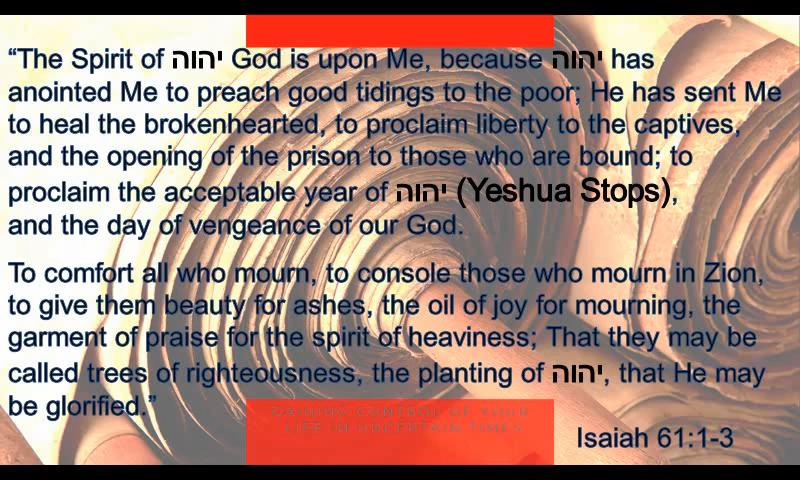 “The Spirit of יהוה God is upon Me, because יהוה has
anointed Me to preach good tidings to the poor; He has sent Me
to heal the brokenhearted, to proclaim liberty to the captives,
and the opening of the prison to those who are bound; to
proclaim the acceptable year of יהוה (Yeshua Stops),
and the day of vengeance of our God.
To comfort all who mourn, to console those who mourn in Zion,
to give them beauty for ashes, the oil of joy for mourning, the
garment of praise for the spirit of heaviness; That they may be
called trees of righteousness, the planting of יהוה, that He may
be glorified.”
GAINING CONTROL OF YOUR
LIFE IN UNCERTAIN TIMES
Isaiah 61:1-3